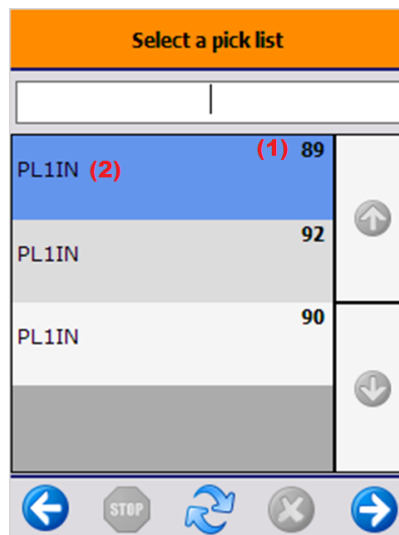 Select a pick list
(1) 89
PL1IN (2)
92
PL1IN
90
PL1IN
STOP